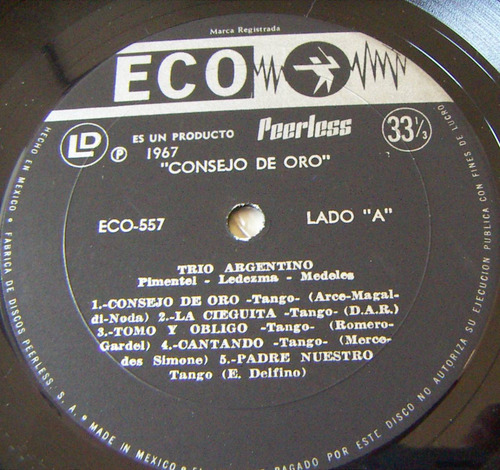 Marca Registrada
ECO
LD
ES UN PRODUCTO Peerless
33⅓
Ⓟ 1967
"CONSEJO DE ORO"
ECO-557
LADO "A"
TRIO ARGENTINO
Pimentel - Ledezma - Medeles
1.-CONSEJO DE ORO -Tango- (Arce-Magal-
di-Noda) 2.-LA CIEGUITA -Tango- (D.A.R.)
3.-TOMO Y OBLIGO -Tango- (Romero-
Gardel) 4.-CANTANDO -Tango- (Merce-
des Simone) 5.-PADRE NUESTRO
Tango (E. Delfino)
HECHO EN MEXICO • FABRICA DE DISCOS PEERLESS, S. A. • MADE IN MEXICO •
PAGADO POR ESTE DISCO NO AUTORIZA SU EJECUCION PUBLICA CON FINES DE LUCRO